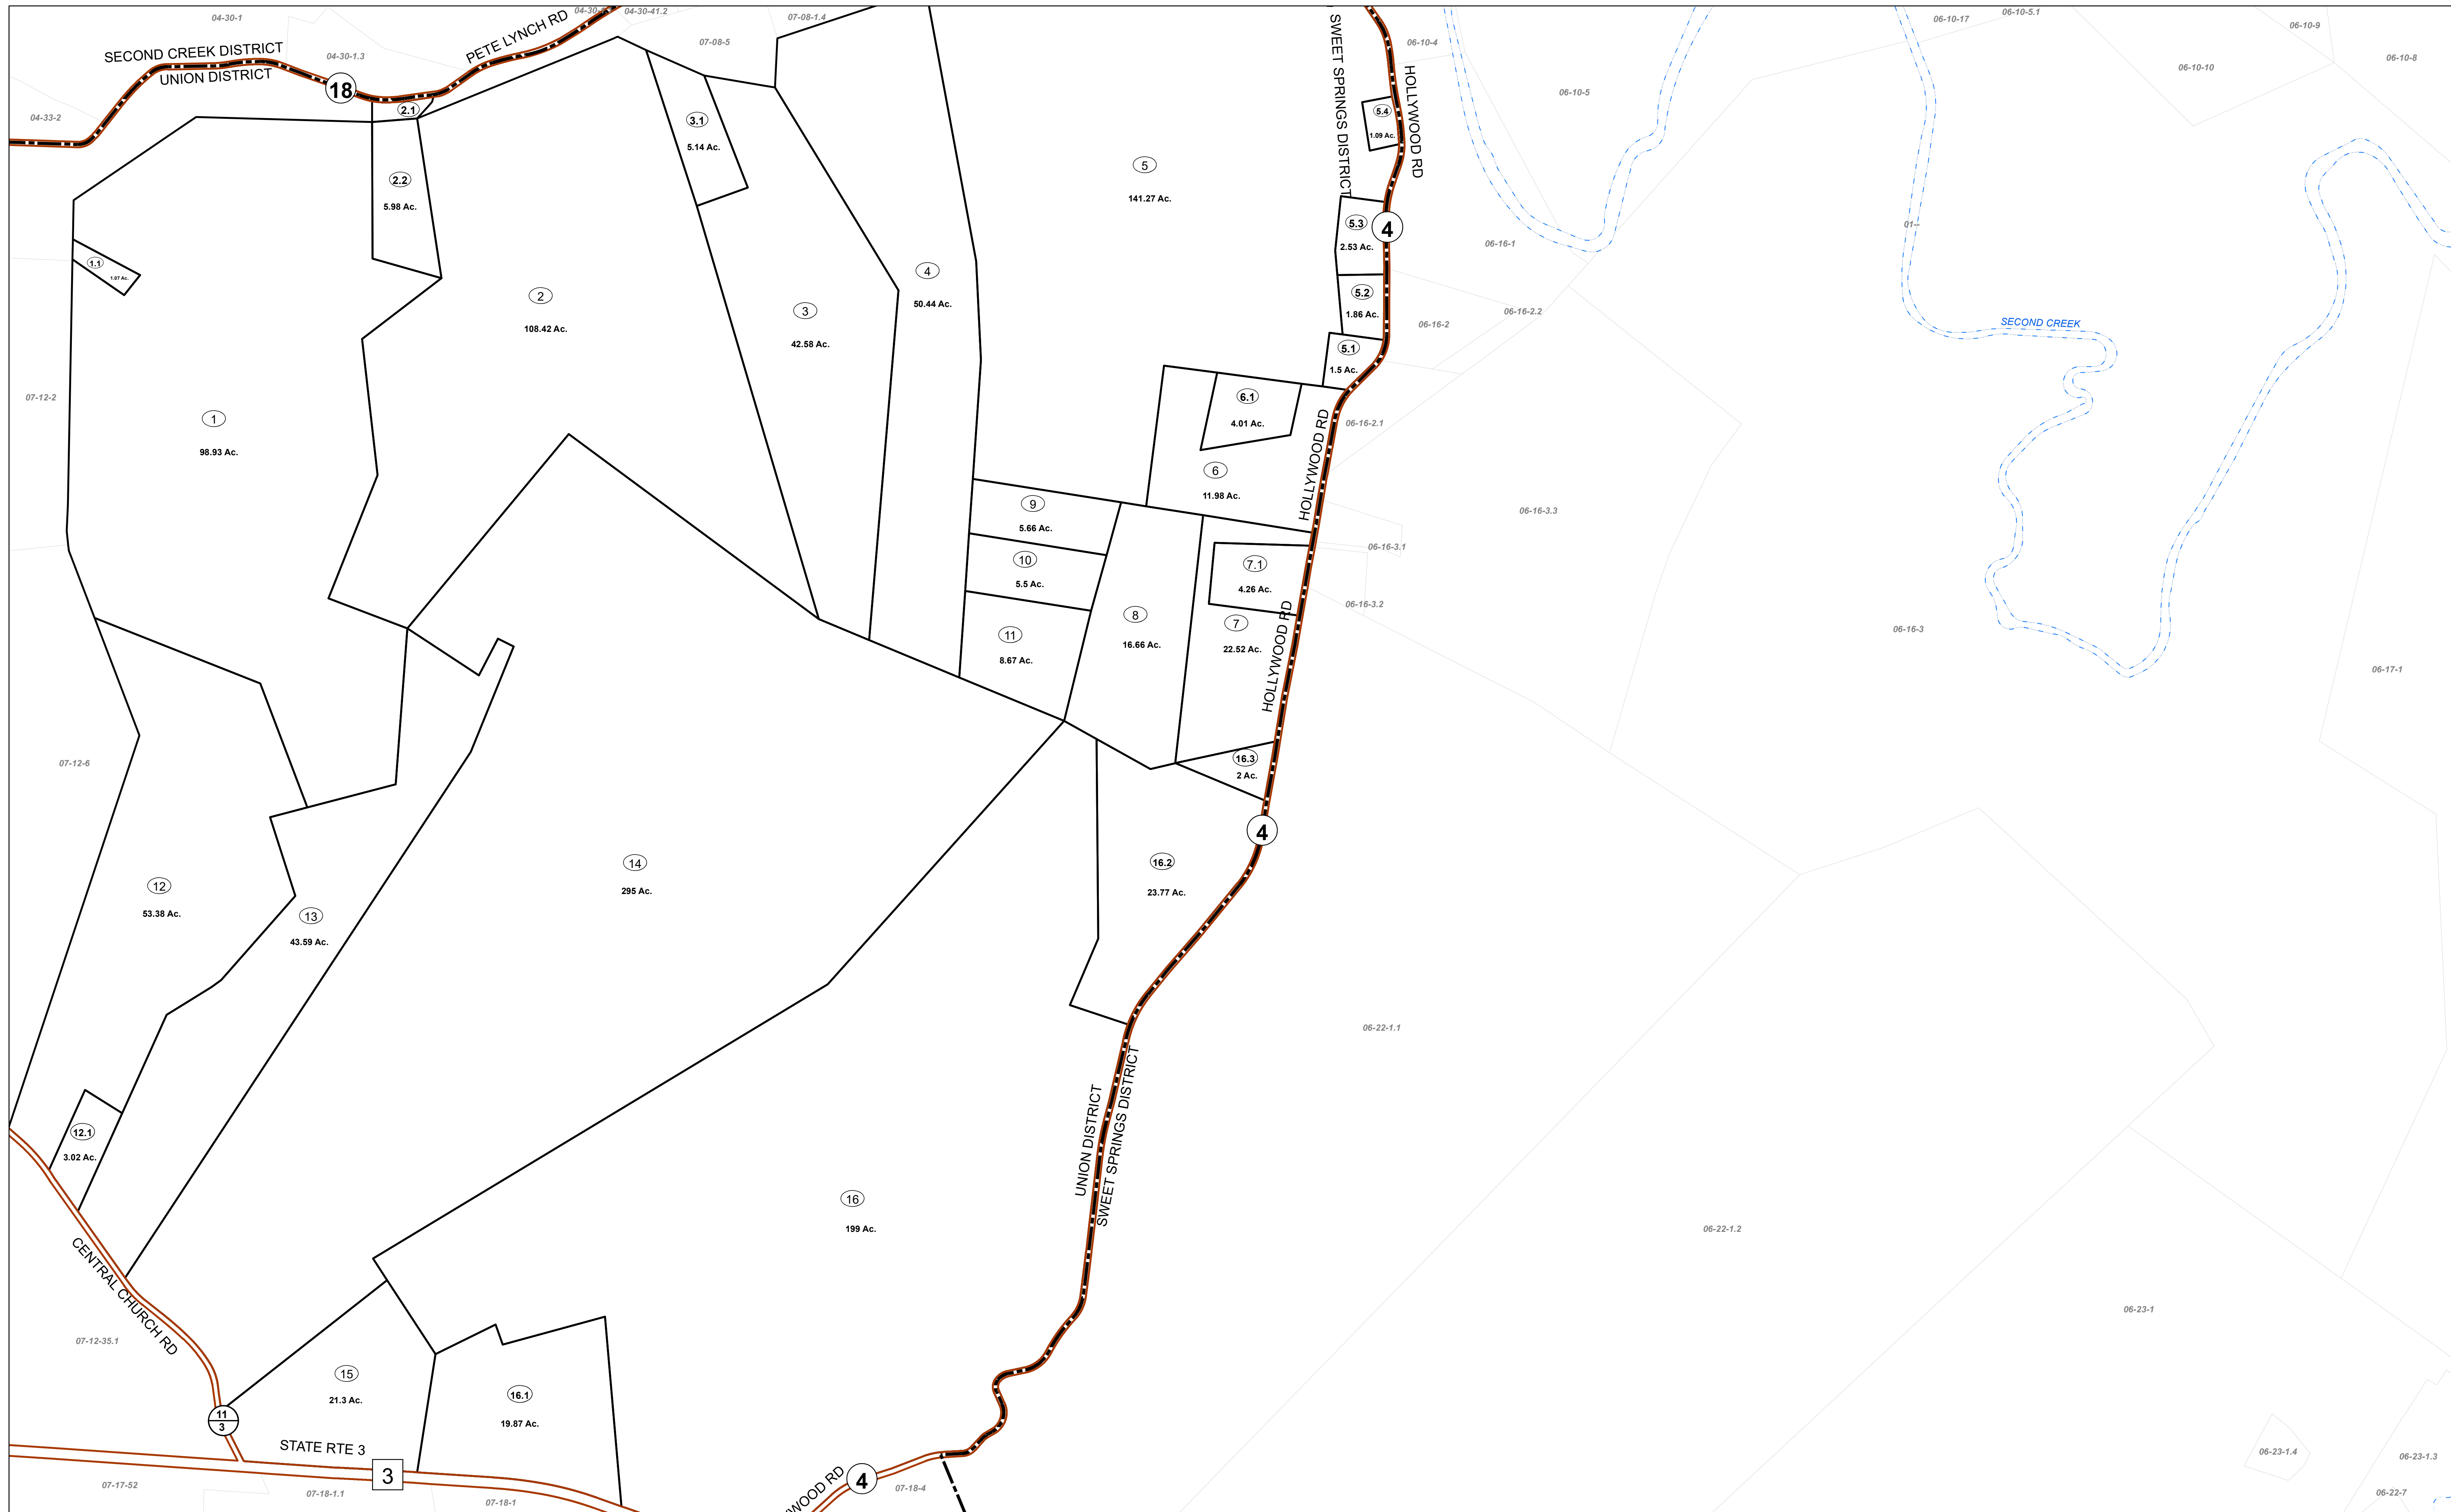 04-30-1
04-30-41.2
07-08-1.4
06-10-4
06-10-17
06-10-5.1
06-10-9
06-10-8
06-10-10
SECOND CREEK DISTRICT
UNION DISTRICT
04-30-1.3
PETE LYNCH RD
07-08-5
SWEET SPRINGS DISTRICT
HOLLYWOOD RD
06-10-5
18
04-33-2
2.1
3.1
5.14 Ac.
5.4
1.09 Ac.
5
141.27 Ac.
2.2
5.98 Ac.
5.3
2.53 Ac.
4
06-16-1
01--
1.1
1.07 Ac.
2
108.42 Ac.
3
42.58 Ac.
4
50.44 Ac.
5.2
1.86 Ac.
06-16-2
06-16-2.2
SECOND CREEK
5.1
1.5 Ac.
07-12-2
1
98.93 Ac.
6.1
4.01 Ac.
06-16-2.1
HOLLYWOOD RD
6
11.98 Ac.
9
5.66 Ac.
06-16-3.3
10
5.5 Ac.
7.1
4.26 Ac.
06-16-3.1
06-16-3.2
8
16.66 Ac.
7
22.52 Ac.
HOLLYWOOD RD
11
8.67 Ac.
06-16-3
06-17-1
07-12-6
16.3
2 Ac.
4
14
295 Ac.
16.2
23.77 Ac.
12
53.38 Ac.
13
43.59 Ac.
06-22-1.1
UNION DISTRICT
SWEET SPRINGS DISTRICT
12.1
3.02 Ac.
16
199 Ac.
06-22-1.2
CENTRAL CHURCH RD
06-23-1
07-12-35.1
15
21.3 Ac.
16.1
19.87 Ac.
11
3
STATE RTE 3
3
06-23-1.4
06-23-1.3
07-17-52
07-18-1.1
07-18-1
WOOD RD
4
07-18-4
06-22-7